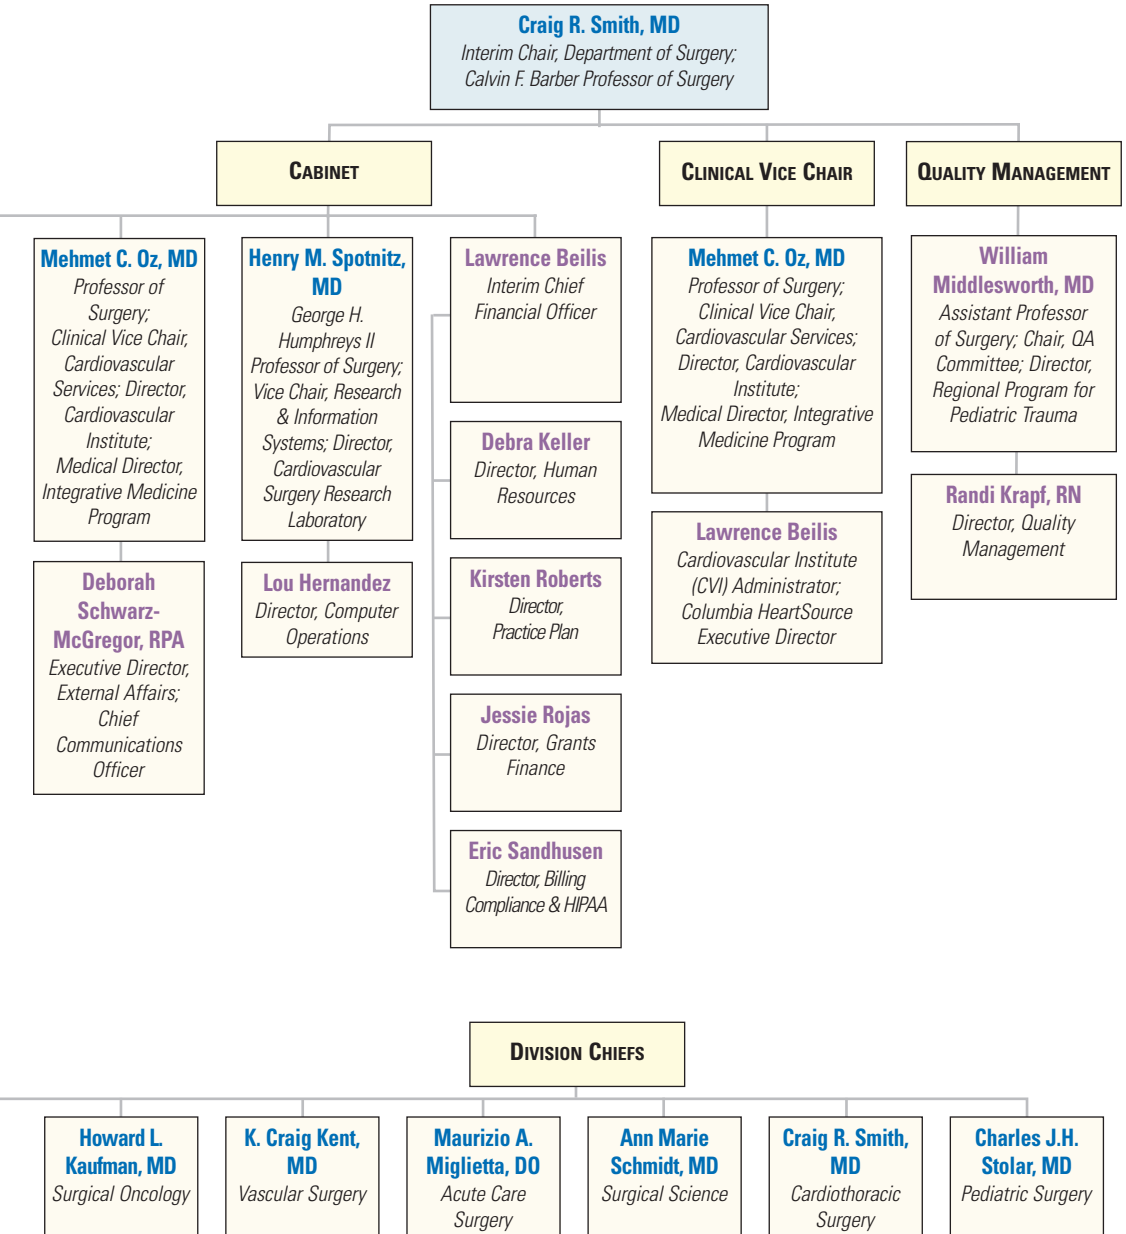 Craig R. Smith, MD
Interim Chair, Department of Surgery;
Calvin F. Barber Professor of Surgery
CABINET
CLINICAL VICE CHAIR
QUALITY MANAGEMENT
Mehmet C. Oz, MD
Professor of
Surgery;
Clinical Vice Chair,
Cardiovascular
Services; Director,
Cardiovascular
Institute;
Medical Director,
Integrative Medicine
Program
Deborah
Schwarz-
McGregor, RPA
Executive Director,
External Affairs;
Chief
Communications
Officer
Henry M. Spotnitz,
MD
George H.
Humphreys II
Professor of Surgery;
Vice Chair, Research
& Information
Systems; Director,
Cardiovascular
Surgery Research
Laboratory
Lou Hernandez
Director, Computer
Operations
Lawrence Beilis
Interim Chief
Financial Officer
Debra Keller
Director, Human
Resources
Kirsten Roberts
Director,
Practice Plan
Jessie Rojas
Director, Grants
Finance
Eric Sandhusen
Director, Billing
Compliance & HIPAA
Mehmet C. Oz, MD
Professor of Surgery;
Clinical Vice Chair,
Cardiovascular Services;
Director, Cardiovascular
Institute;
Medical Director, Integrative
Medicine Program
Lawrence Beilis
Cardiovascular Institute
(CVI) Administrator;
Columbia HeartSource
Executive Director
William
Middlesworth, MD
Assistant Professor
of Surgery; Chair, QA
Committee; Director,
Regional Program for
Pediatric Trauma
Randi Krapf, RN
Director, Quality
Management
DIVISION CHIEFS
Howard L.
Kaufman, MD
Surgical Oncology
K. Craig Kent,
MD
Vascular Surgery
Maurizio A.
Miglietta, DO
Acute Care
Surgery
Ann Marie
Schmidt, MD
Surgical Science
Craig R. Smith,
MD
Cardiothoracic
Surgery
Charles J.H.
Stolar, MD
Pediatric Surgery